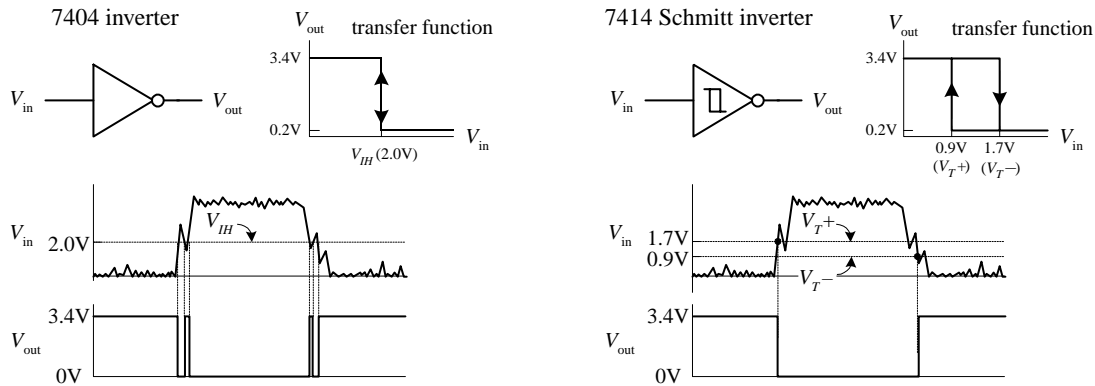 7404 inverter
V_in
V_out
V_out
transfer function
3.4V
0.2V
V_in
V_IH (2.0V)
V_in
2.0V
V_IH
3.4V
V_out
0V
7414 Schmitt inverter
V_in
V_out
V_out
transfer function
3.4V
0.2V
V_in
0.9V
(V_T+)
1.7V
(V_T−)
V_in
1.7V
0.9V
V_T+
V_T−
3.4V
V_out
0V